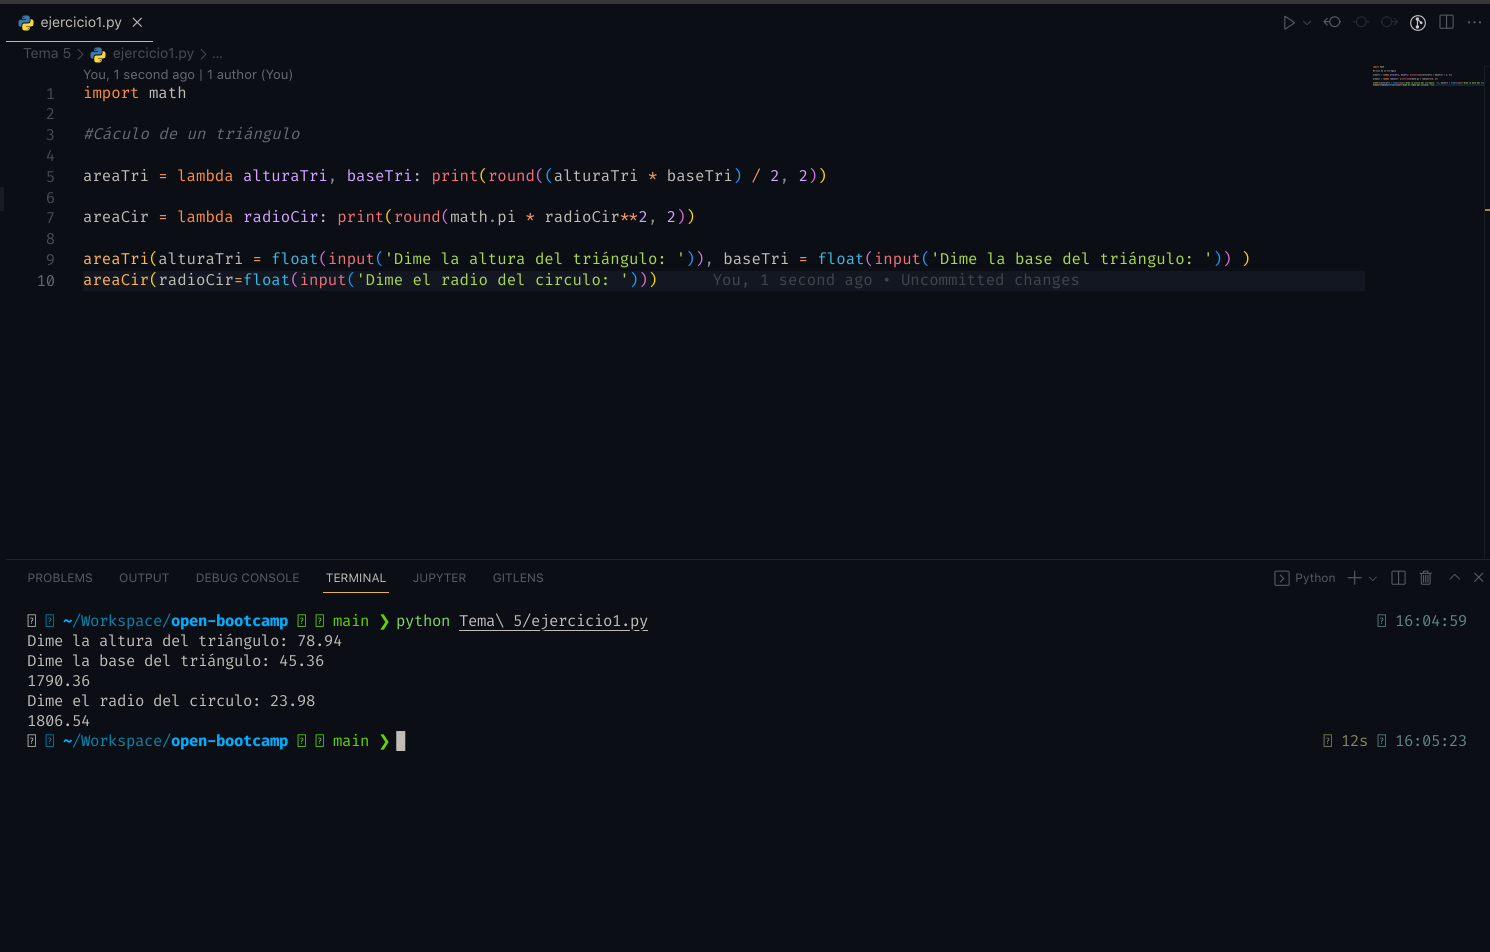 ejercicio1.py
Tema 5 > ejercicio1.py > ...
You, 1 second ago | 1 author (You)
1 import math
2
3 #Cáculo de un triángulo
4
5 areaTri = lambda alturaTri, baseTri: print(round((alturaTri * baseTri) / 2, 2))
6
7 areaCir = lambda radioCir: print(round(math.pi * radioCir**2, 2))
8
9 areaTri(alturaTri = float(input('Dime la altura del triángulo: ')), baseTri = float(input('Dime la base del triángulo: ')) )
10 areaCir(radioCir=float(input('Dime el radio del circulo: '))) You, 1 second ago • Uncommitted changes
PROBLEMS OUTPUT DEBUG CONSOLE TERMINAL JUPYTER GITLENS Python
~/Workspace/open-bootcamp main ❯ python Tema\ 5/ejercicio1.py 16:04:59
Dime la altura del triángulo: 78.94
Dime la base del triángulo: 45.36
1790.36
Dime el radio del circulo: 23.98
1806.54
~/Workspace/open-bootcamp main ❯ 12s 16:05:23